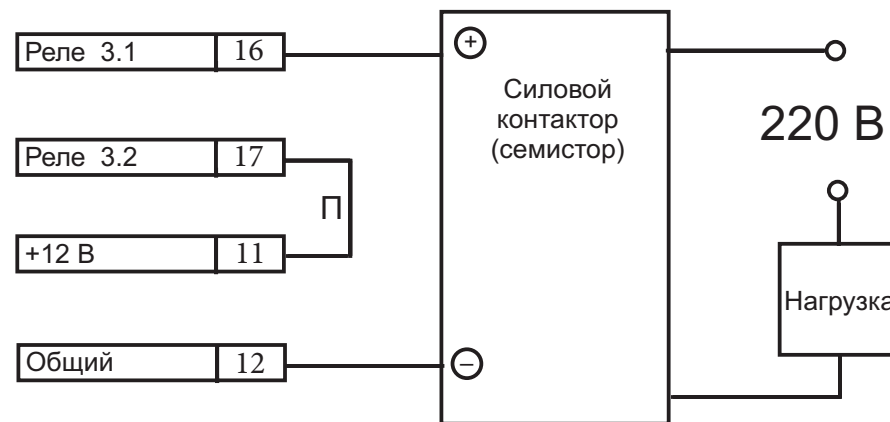 Реле 3.1 16
Реле 3.2 17
+12 В 11
Общий 12
П
+
Силовой
контактор
(семистор)
–
220 В
Нагрузка